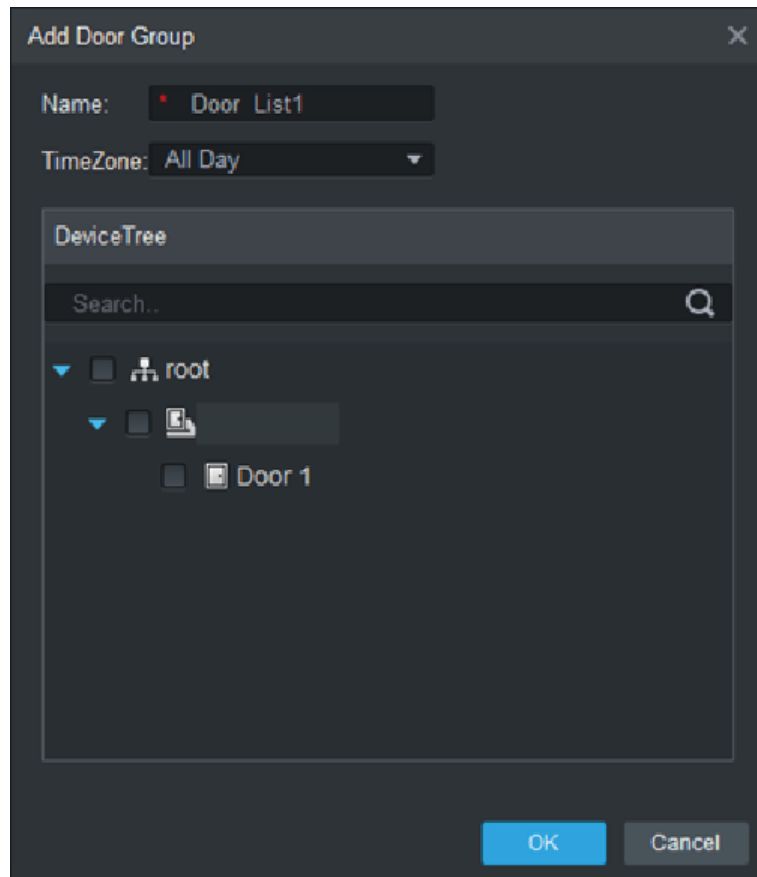 Add Door Group
Name: * Door List1
TimeZone: All Day
DeviceTree
Search..
root
Door 1
OK Cancel